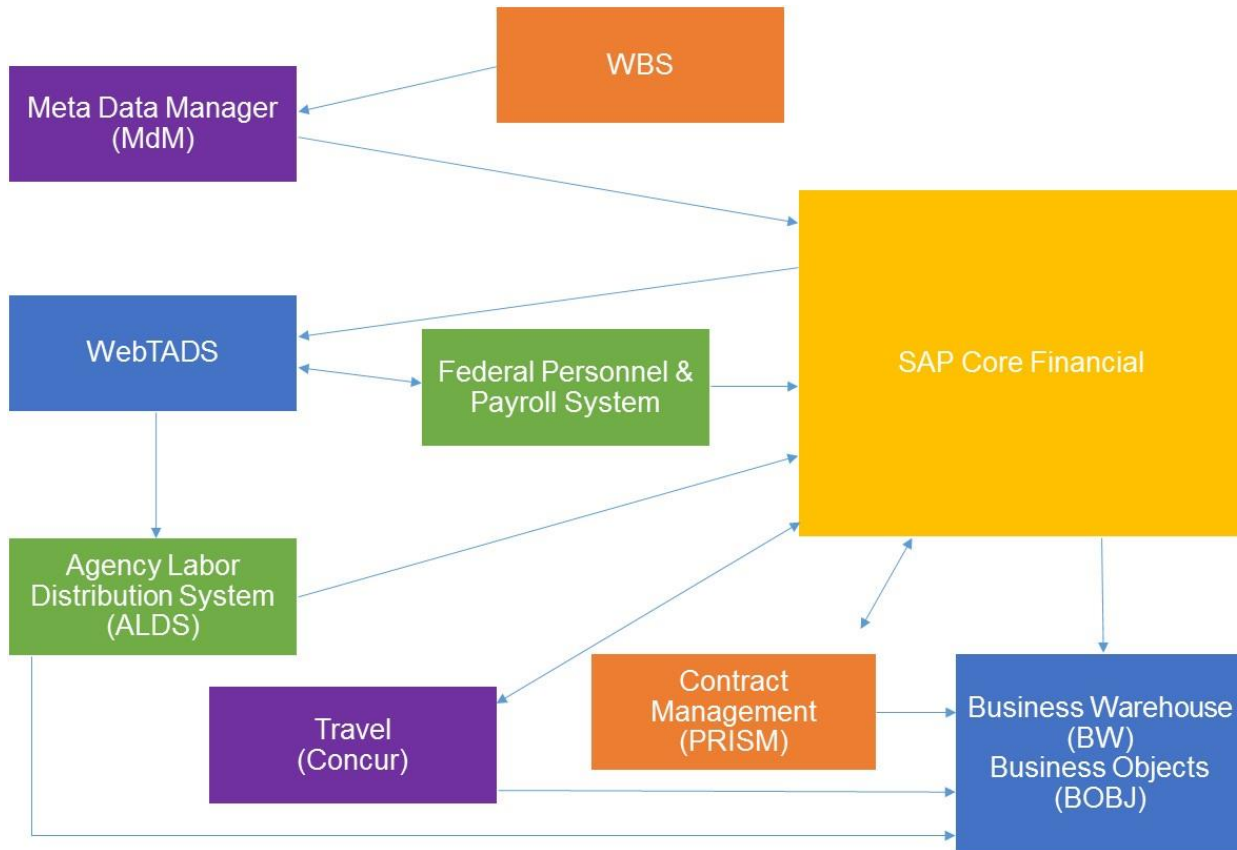 WBS
Meta Data Manager
(MdM)
WebTADS
Federal Personnel &
Payroll System
SAP Core Financial
Agency Labor
Distribution System
(ALDS)
Travel
(Concur)
Contract
Management
(PRISM)
Business Warehouse
(BW)
Business Objects
(BOBJ)